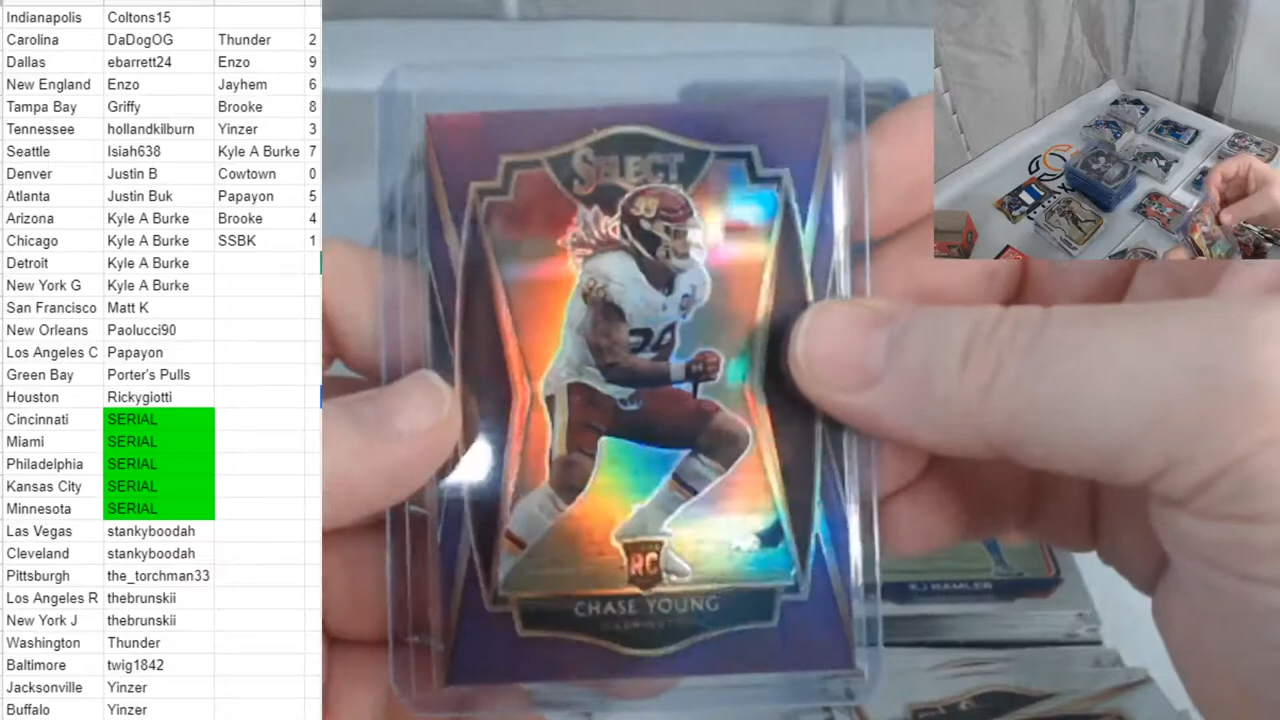 Indianapolis Coltons15
Carolina DaDogOG Thunder 2
Dallas ebarrett24 Enzo 9
New England Enzo Jayhem 6
Tampa Bay Griffy Brooke 8
Tennessee hollandkilburn Yinzer 3
Seattle Isiah638 Kyle A Burke 7
Denver Justin B Cowtown 0
Atlanta Justin Buk Papayon 5
Arizona Kyle A Burke Brooke 4
Chicago Kyle A Burke SSBK 1
Detroit Kyle A Burke
New York G Kyle A Burke
San Francisco Matt K
New Orleans Paolucci90
Los Angeles C Papayon
Green Bay Porter's Pulls
Houston Rickygiotti
Cincinnati SERIAL
Miami SERIAL
Philadelphia SERIAL
Kansas City SERIAL
Minnesota SERIAL
Las Vegas stankyboodah
Cleveland stankyboodah
Pittsburgh the_torchman33
Los Angeles R thebrunskii
New York J thebrunskii
Washington Thunder
Baltimore twig1842
Jacksonville Yinzer
Buffalo Yinzer
SELECT
99
99
RC
CHASE YOUNG
WASHINGTON
KJ HAMLER